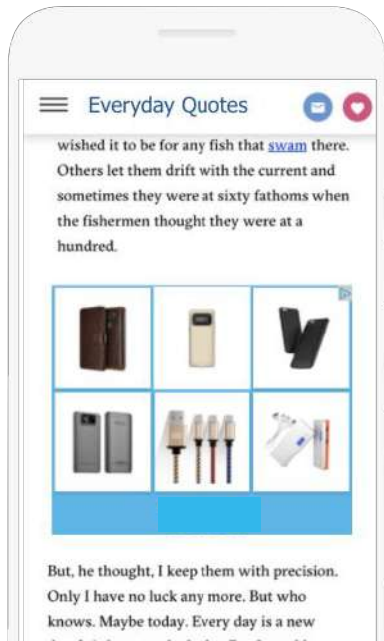 Everyday Quotes
wished it to be for any fish that swam there.
Others let them drift with the current and
sometimes they were at sixty fathoms when
the fishermen thought they were at a
hundred.
But, he thought, I keep them with precision.
Only I have no luck any more. But who
knows. Maybe today. Every day is a new